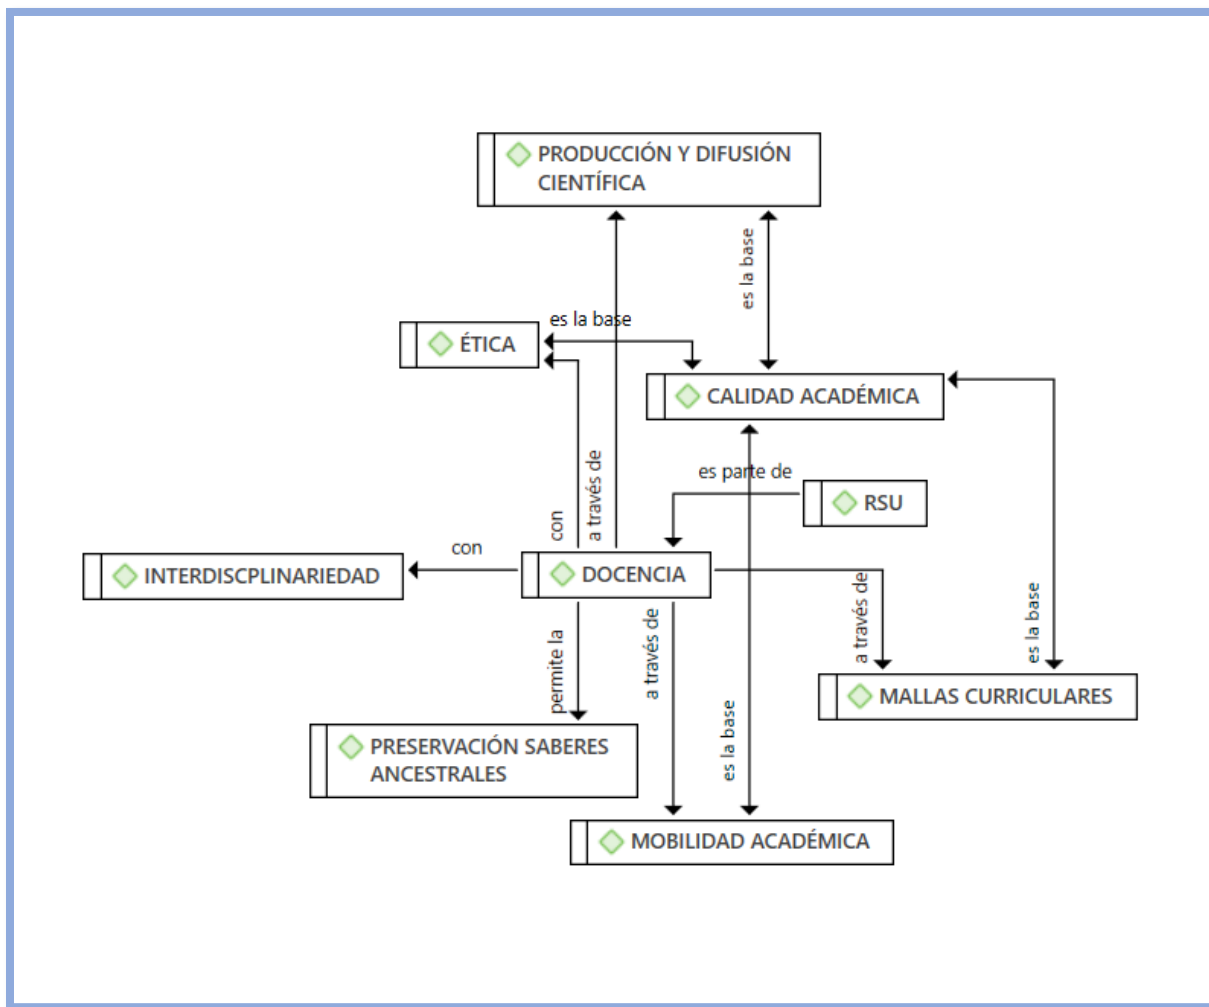 PRODUCCIÓN Y DIFUSIÓN
CIENTÍFICA
es la base
es la base
ÉTICA
CALIDAD ACADÉMICA
a través de
es parte de
RSU
con
con
INTERDISCPLINARIEDAD
DOCENCIA
permite la
a través de
a través de
es la base
MALLAS CURRICULARES
es la base
PRESERVACIÓN SABERES
ANCESTRALES
MOBILIDAD ACADÉMICA